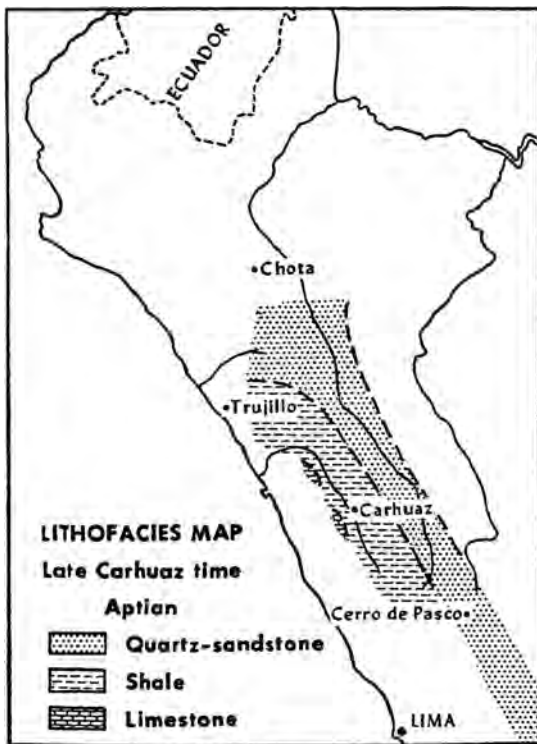 ECUADOR
Chota
Trujillo
Carhuaz
LITHOFACIES MAP
Late Carhuaz time
Aptian
Cerro de Pasco
Quartz-sandstone
Shale
Limestone
LIMA